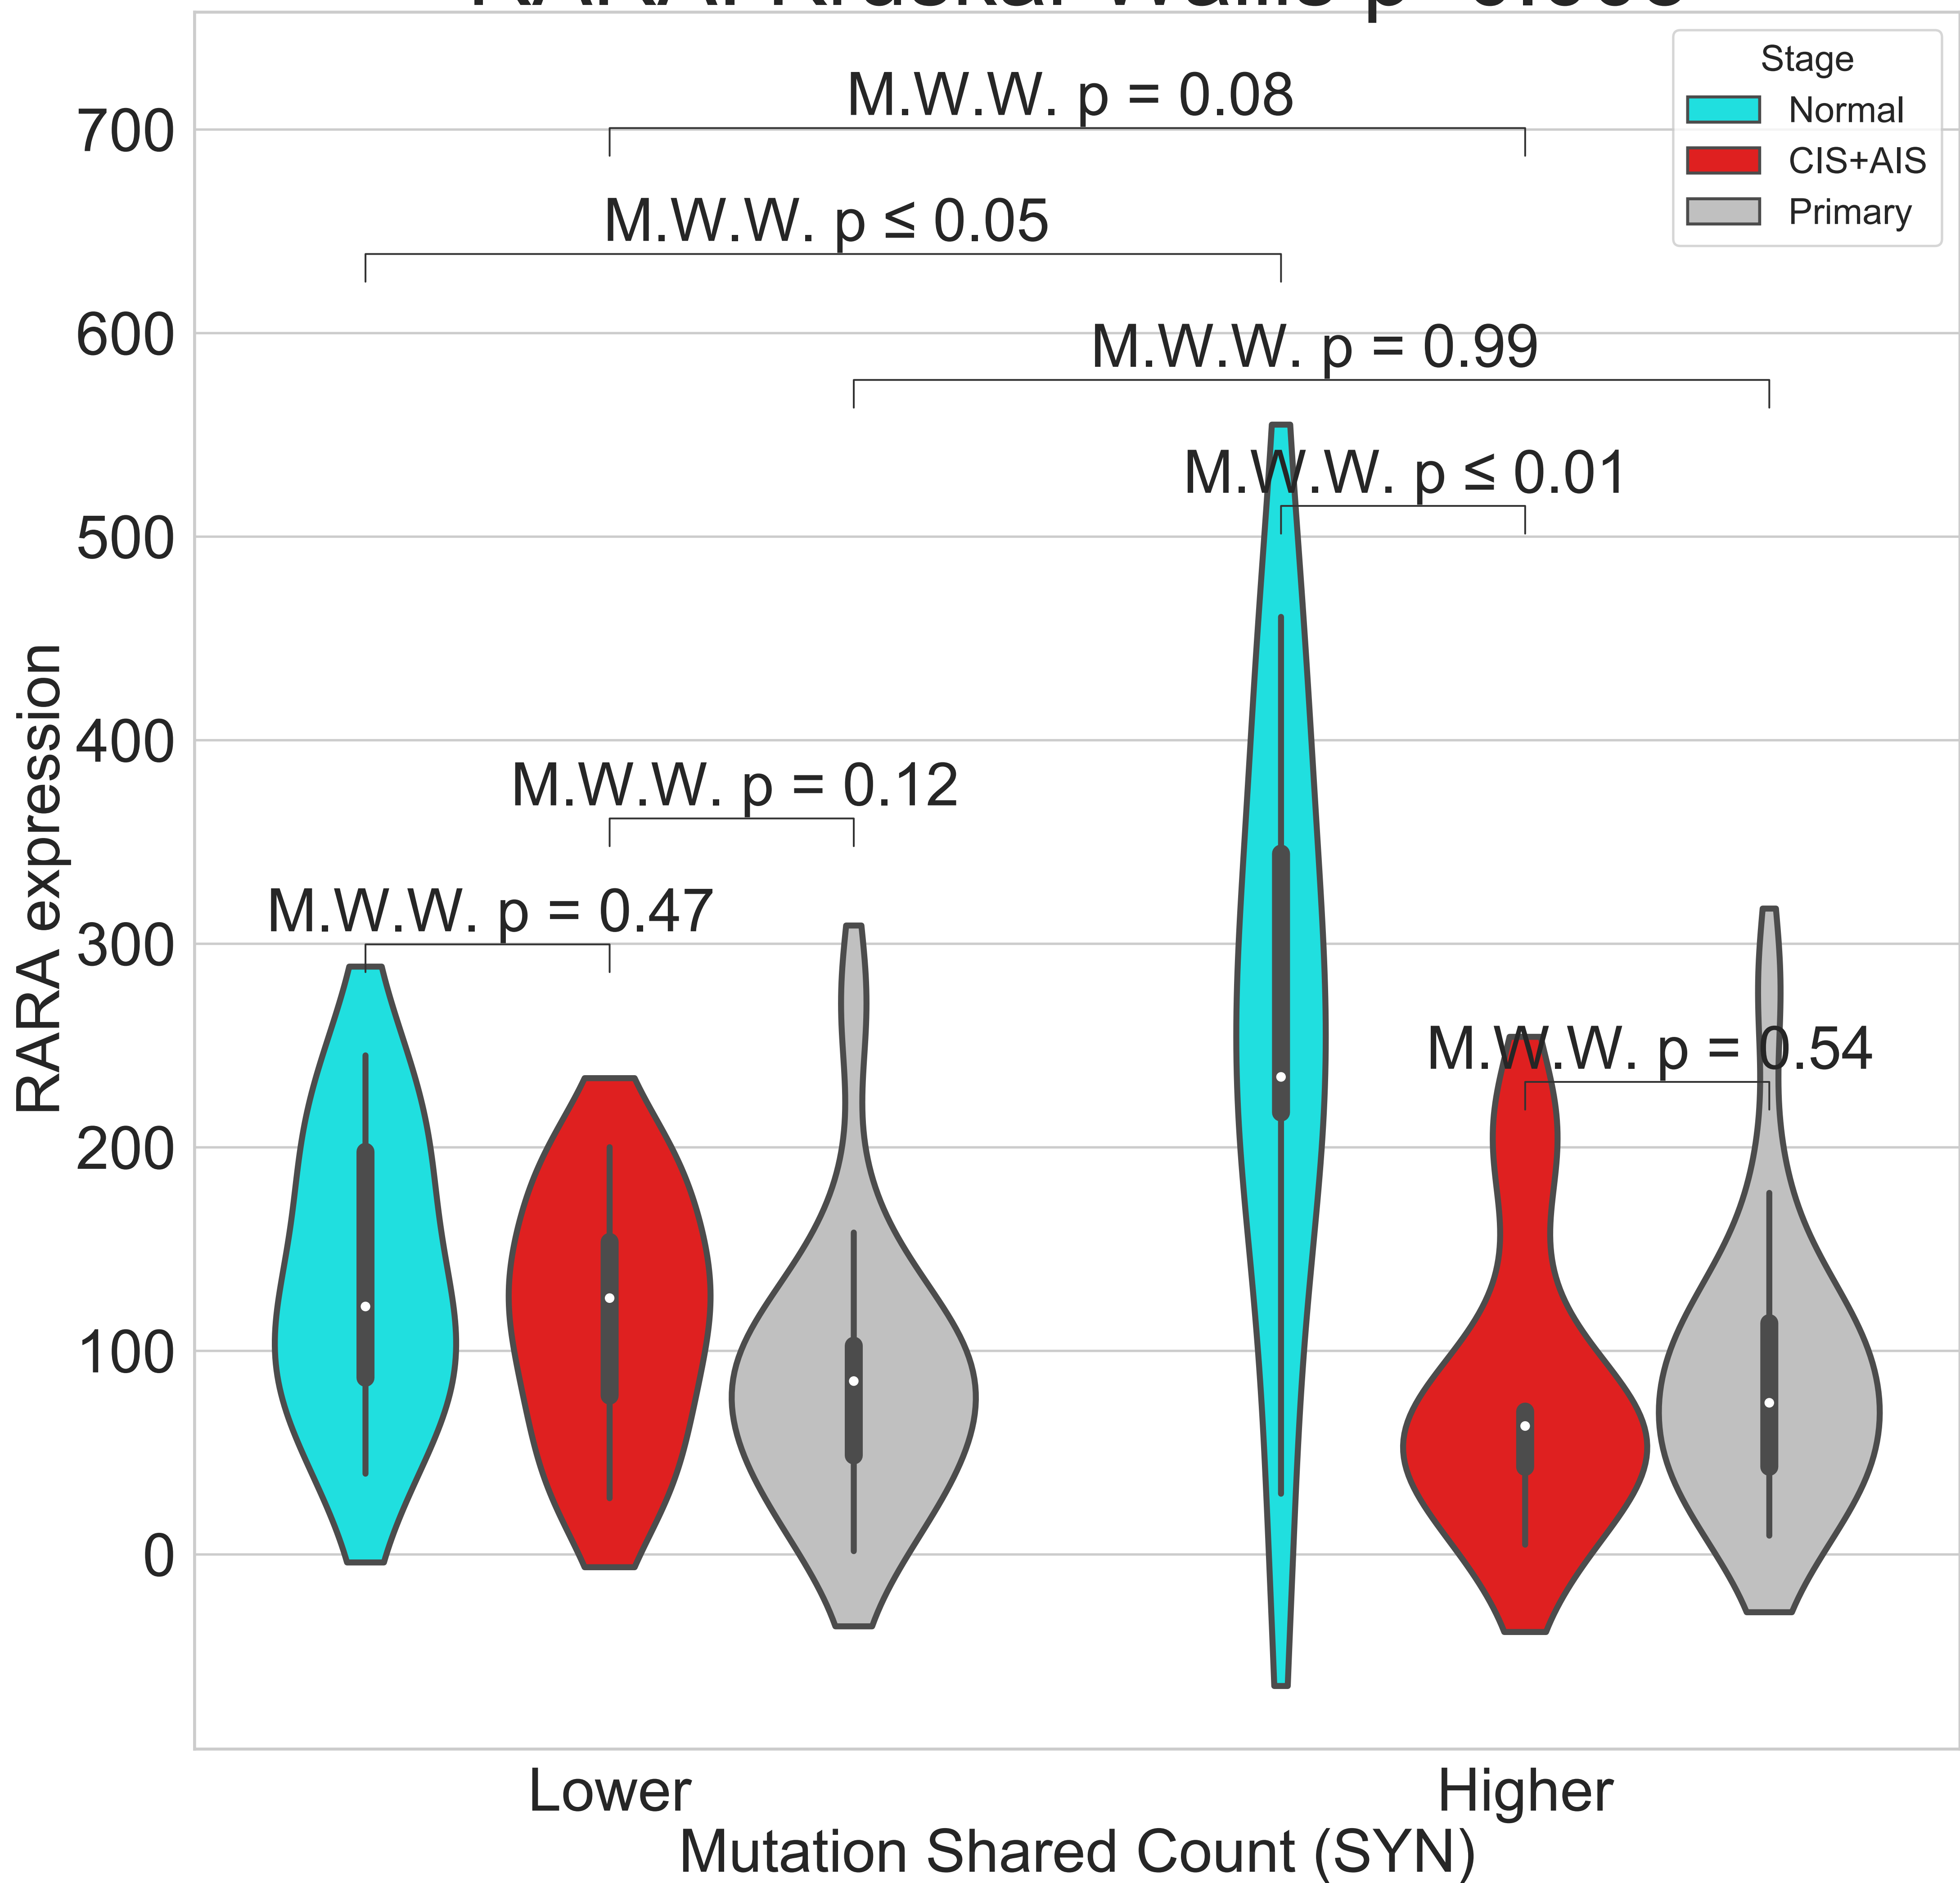 Stage
Normal
CIS+AIS
Primary
M.W.W. p = 0.08
M.W.W. p ≤ 0.05
M.W.W. p = 0.99
M.W.W. p ≤ 0.01
M.W.W. p = 0.12
M.W.W. p = 0.47
M.W.W. p = 0.54
700
600
500
400
300
200
100
0
RARA expression
Lower
Higher
Mutation Shared Count (SYN)